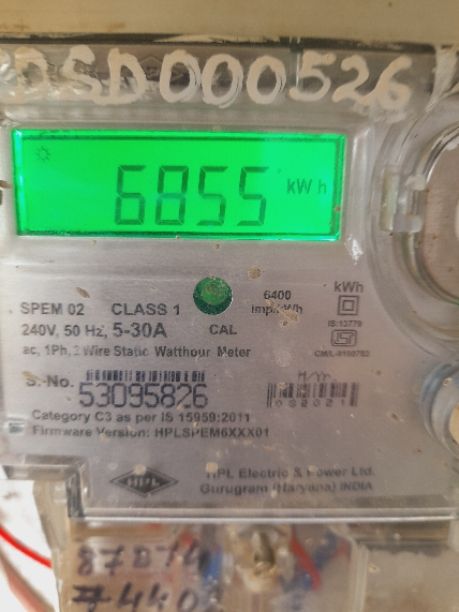 DSD000526
6855 kWh
SPEM 02 CLASS 1
6400 imp/kWh
kWh
240V, 50 Hz, 5-30A
CAL
IS:13779
ac, 1Ph, 2 Wire Static Watthour Meter
S. No.
53095826
M/Yr
052021
Category C3 as per IS 15959:2011
Firmware Version: HPLSPEM6XXX01
HPL
HPL Electric & Power Ltd.
Gurugram (Haryana) INDIA